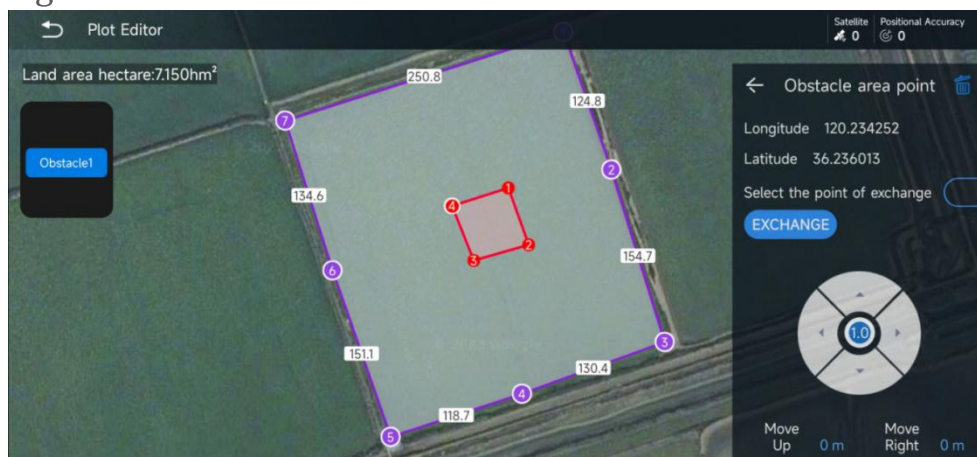 Plot Editor
Satellite
0
Positional Accuracy
0
Land area hectare:7.150hm²
Obstacle1
250.8
124.8
7
2
134.6
1
4
2
3
154.7
6
3
151.1
130.4
4
118.7
5
Obstacle area point
Longitude 120.234252
Latitude 36.236013
Select the point of exchange
EXCHANGE
1.0
Move Up 0 m
Move Right 0 m